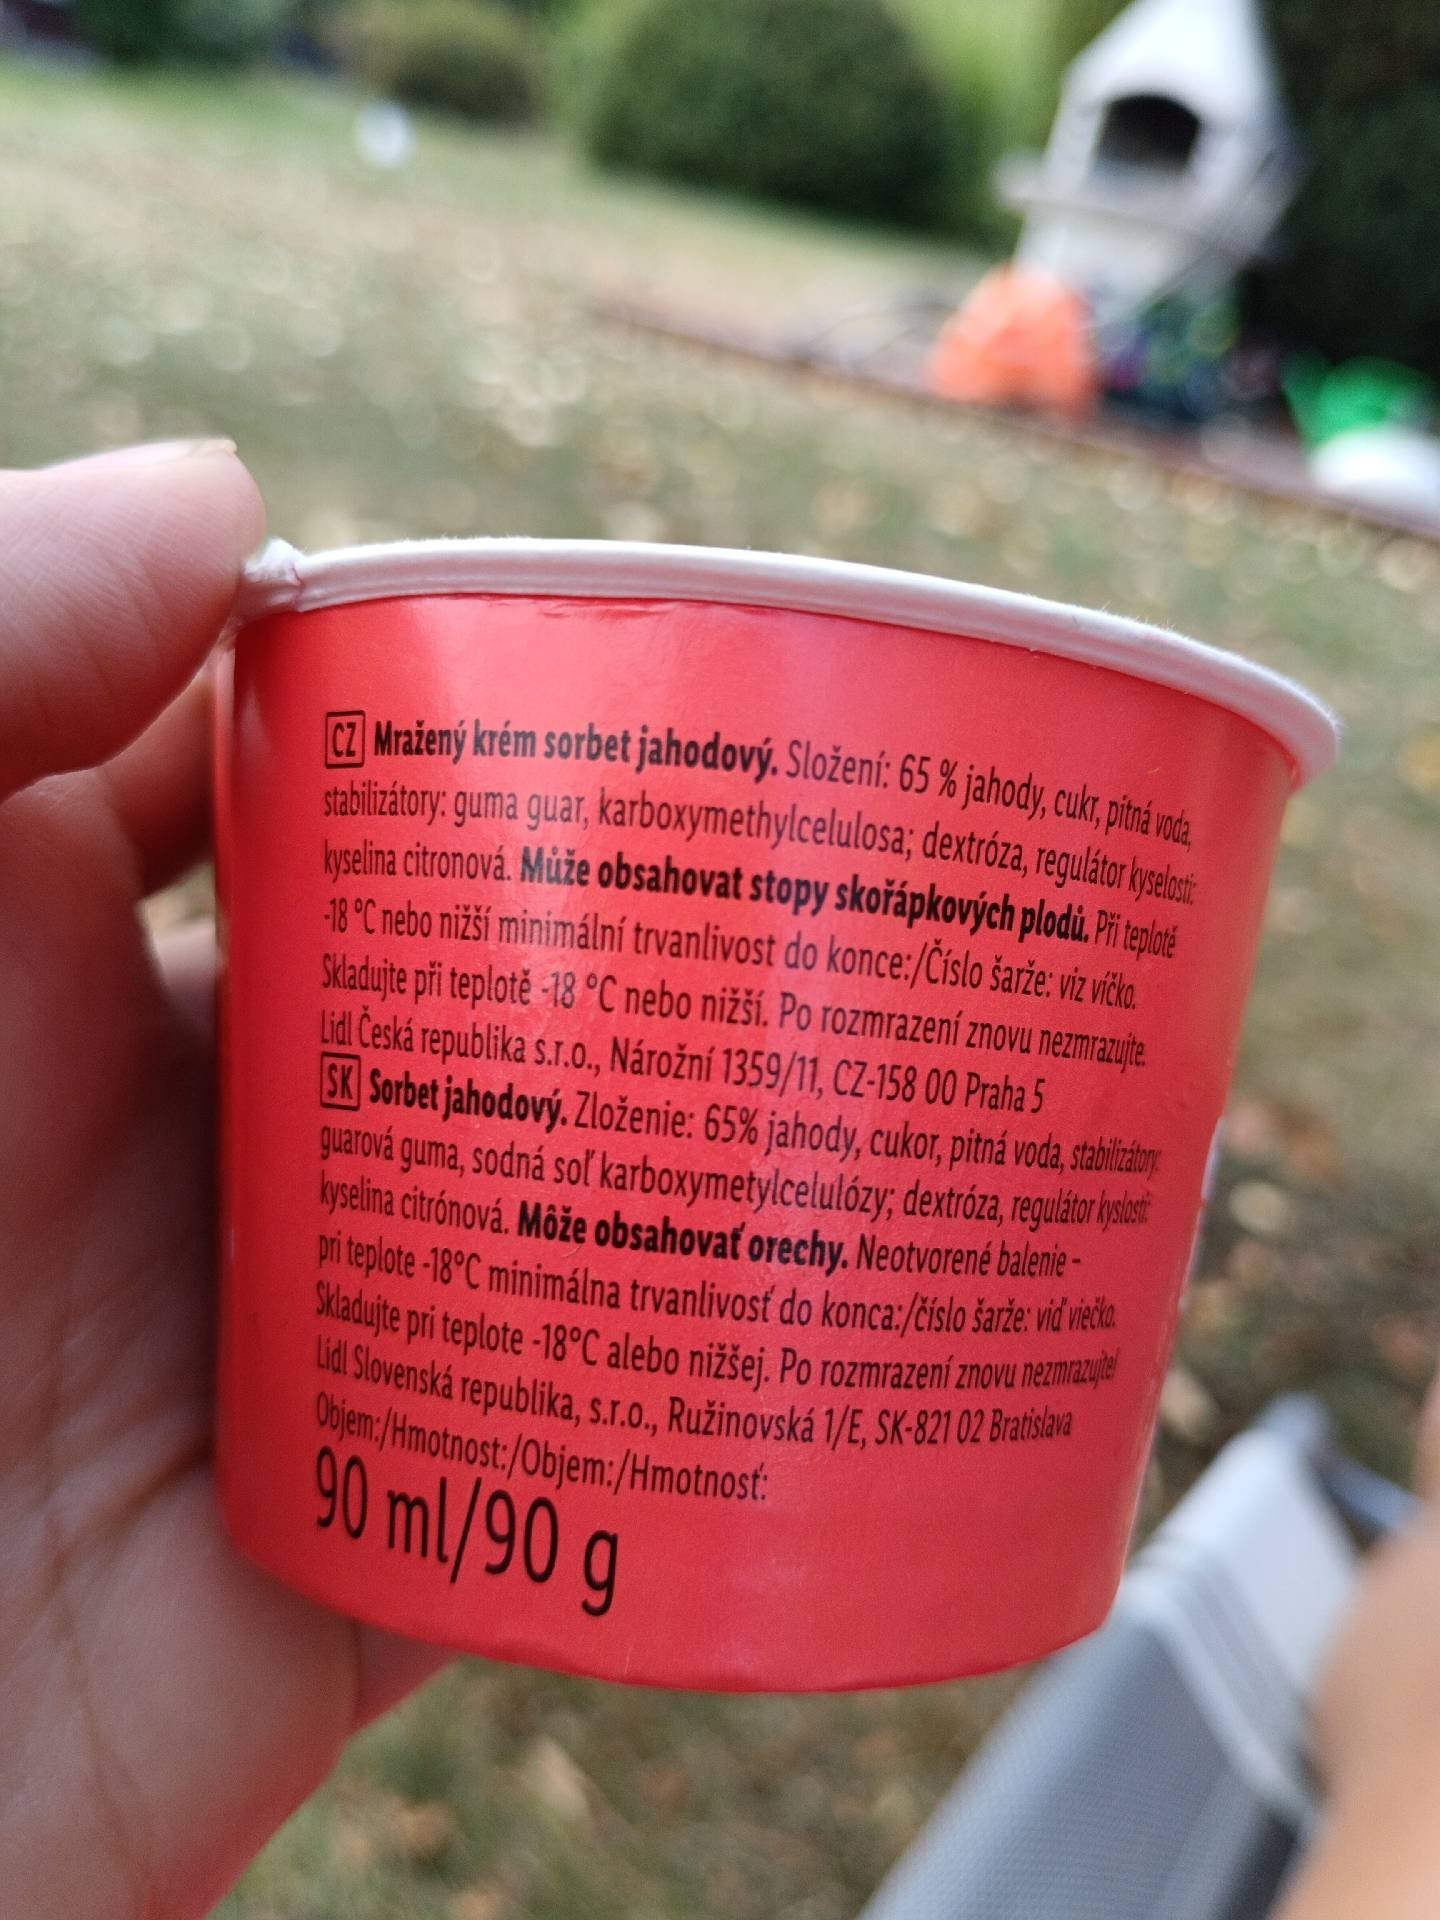 CZ Mražený krém sorbet jahodový. Složení: 65 % jahody, cukr, pitná voda,
stabilizátory: guma guar, karboxymethylcelulosa; dextróza, regulátor kyselosti:
kyselina citronová. Může obsahovat stopy skořápkových plodů. Při teplotě
-18 °C nebo nižší minimální trvanlivost do konce:/Číslo šarže: viz víčko.
Skladujte při teplotě -18 °C nebo nižší. Po rozmrazení znovu nezmrazujte.
Lidl Česká republika s.r.o., Nárožní 1359/11, CZ-158 00 Praha 5
SK Sorbet jahodový. Zloženie: 65% jahody, cukor, pitná voda, stabilizátory:
guarová guma, sodná soľ karboxymetylcelulózy; dextróza, regulátor kyslosti:
kyselina citrónová. Môže obsahovať orechy. Neotvorené balenie -
pri teplote -18°C minimálna trvanlivosť do konca:/číslo šarže: viď viečko.
Skladujte pri teplote -18°C alebo nižšej. Po rozmrazení znovu nezmrazujte!
Lidl Slovenská republika, s.r.o., Ružinovská 1/E, SK-821 02 Bratislava
Objem:/Hmotnost:/Objem:/Hmotnosť:
90 ml/90 g